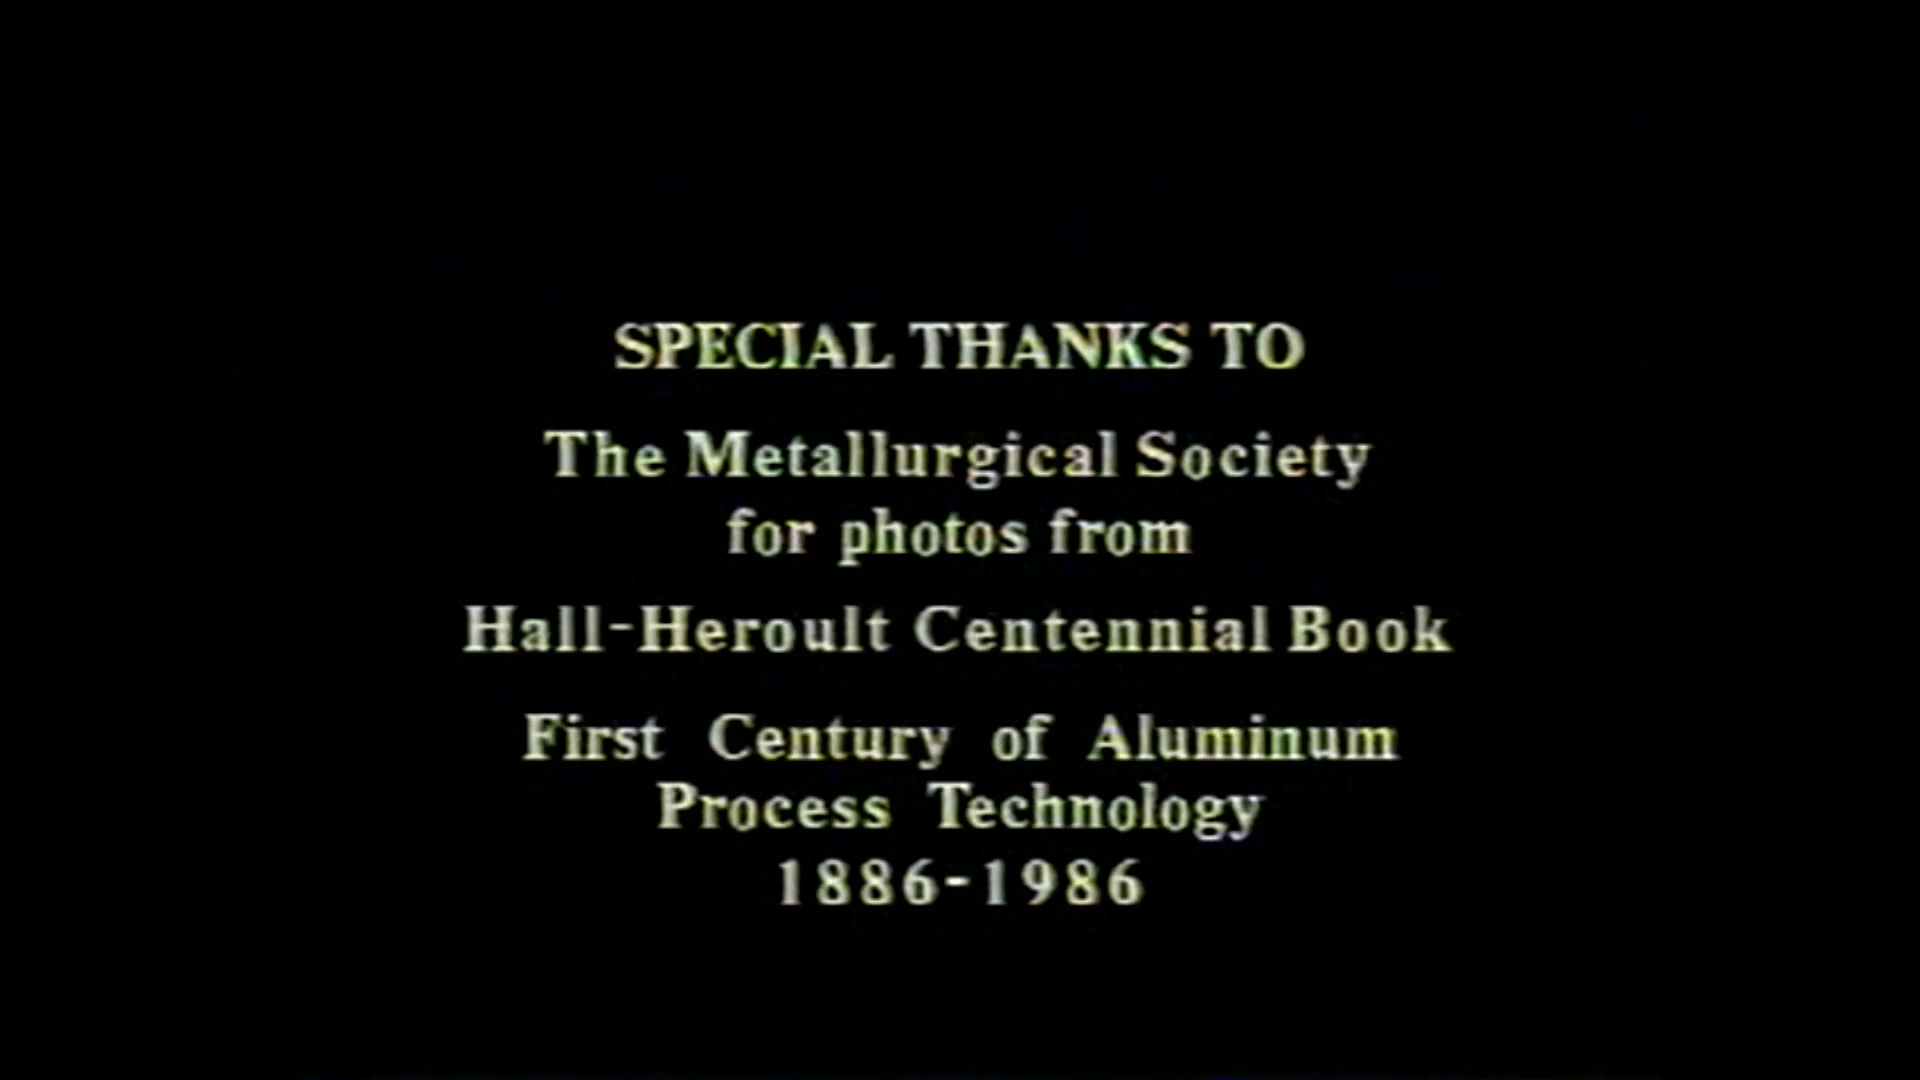 SPECIAL THANKS TO
The Metallurgical Society
for photos from
Hall-Heroult Centennial Book
First Century of Aluminum
Process Technology
1886-1986